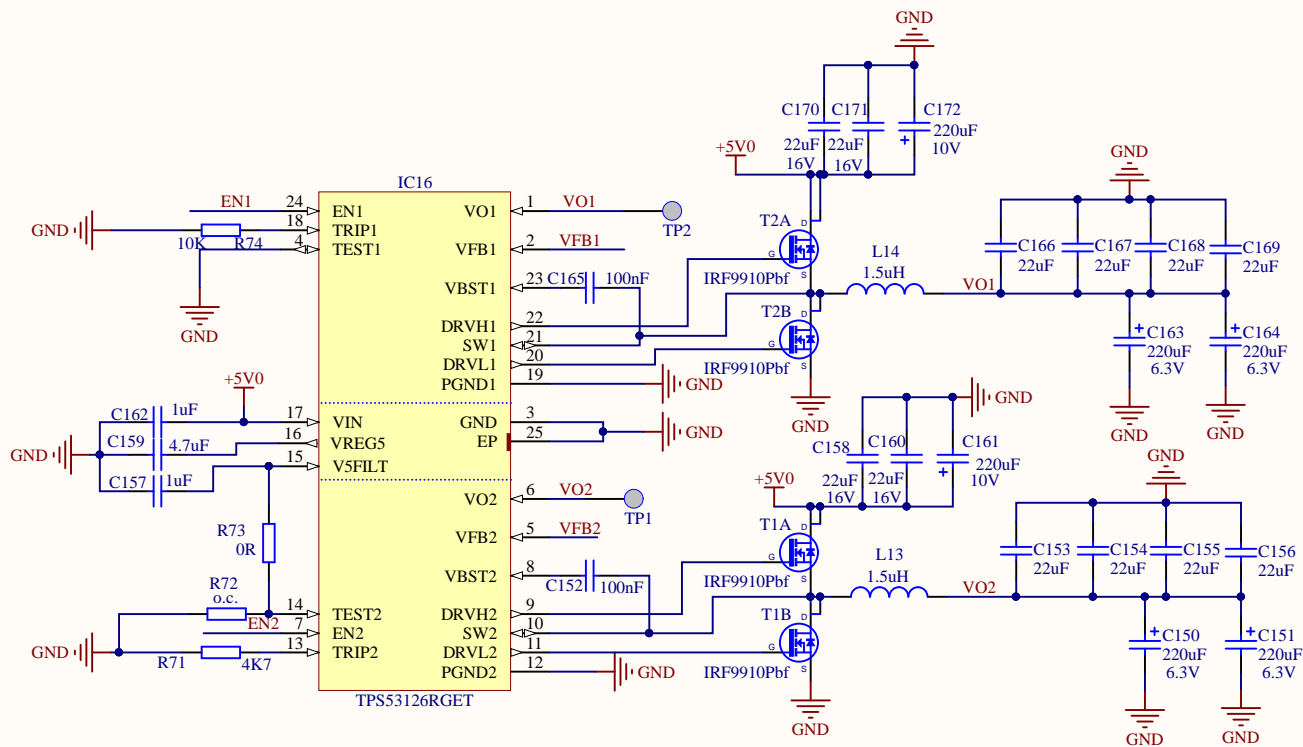 GND
C170
C171
C172
22uF
22uF
220uF
16V
16V
10V
+5V0
GND
IC16
EN1
24
EN1
VO1
1
VO1
TP2
GND
18
TRIP1
10K
R74
4
TEST1
VFB1
2
VFB1
GND
23
VBST1
C165
100nF
DRVH1
22
SW1
21
DRVL1
20
PGND1
19
GND
T2A
D
G
S
IRF9910Pbf
T2B
D
G
S
IRF9910Pbf
GND
L14
1.5uH
VO1
C166
22uF
C167
22uF
C168
22uF
C169
22uF
C163
220uF
6.3V
GND
C164
220uF
6.3V
GND
+5V0
C162
1uF
17
VIN
GND
3
C159
4.7uF
16
VREG5
EP
25
GND
GND
C157
1uF
15
V5FILT
GND
C158
C160
C161
22uF
22uF
220uF
16V
16V
10V
+5V0
VO2
6
VO2
TP1
VFB2
5
VFB2
R73
0R
VBST2
8
C152
100nF
R72
o.c.
14
TEST2
DRVH2
9
EN2
7
EN2
SW2
10
GND
R71
4K7
13
TRIP2
DRVL2
11
PGND2
12
GND
TPS53126RGET
T1A
D
G
S
IRF9910Pbf
T1B
D
G
S
IRF9910Pbf
GND
L13
1.5uH
VO2
GND
C153
22uF
C154
22uF
C155
22uF
C156
22uF
C150
220uF
6.3V
GND
C151
220uF
6.3V
GND